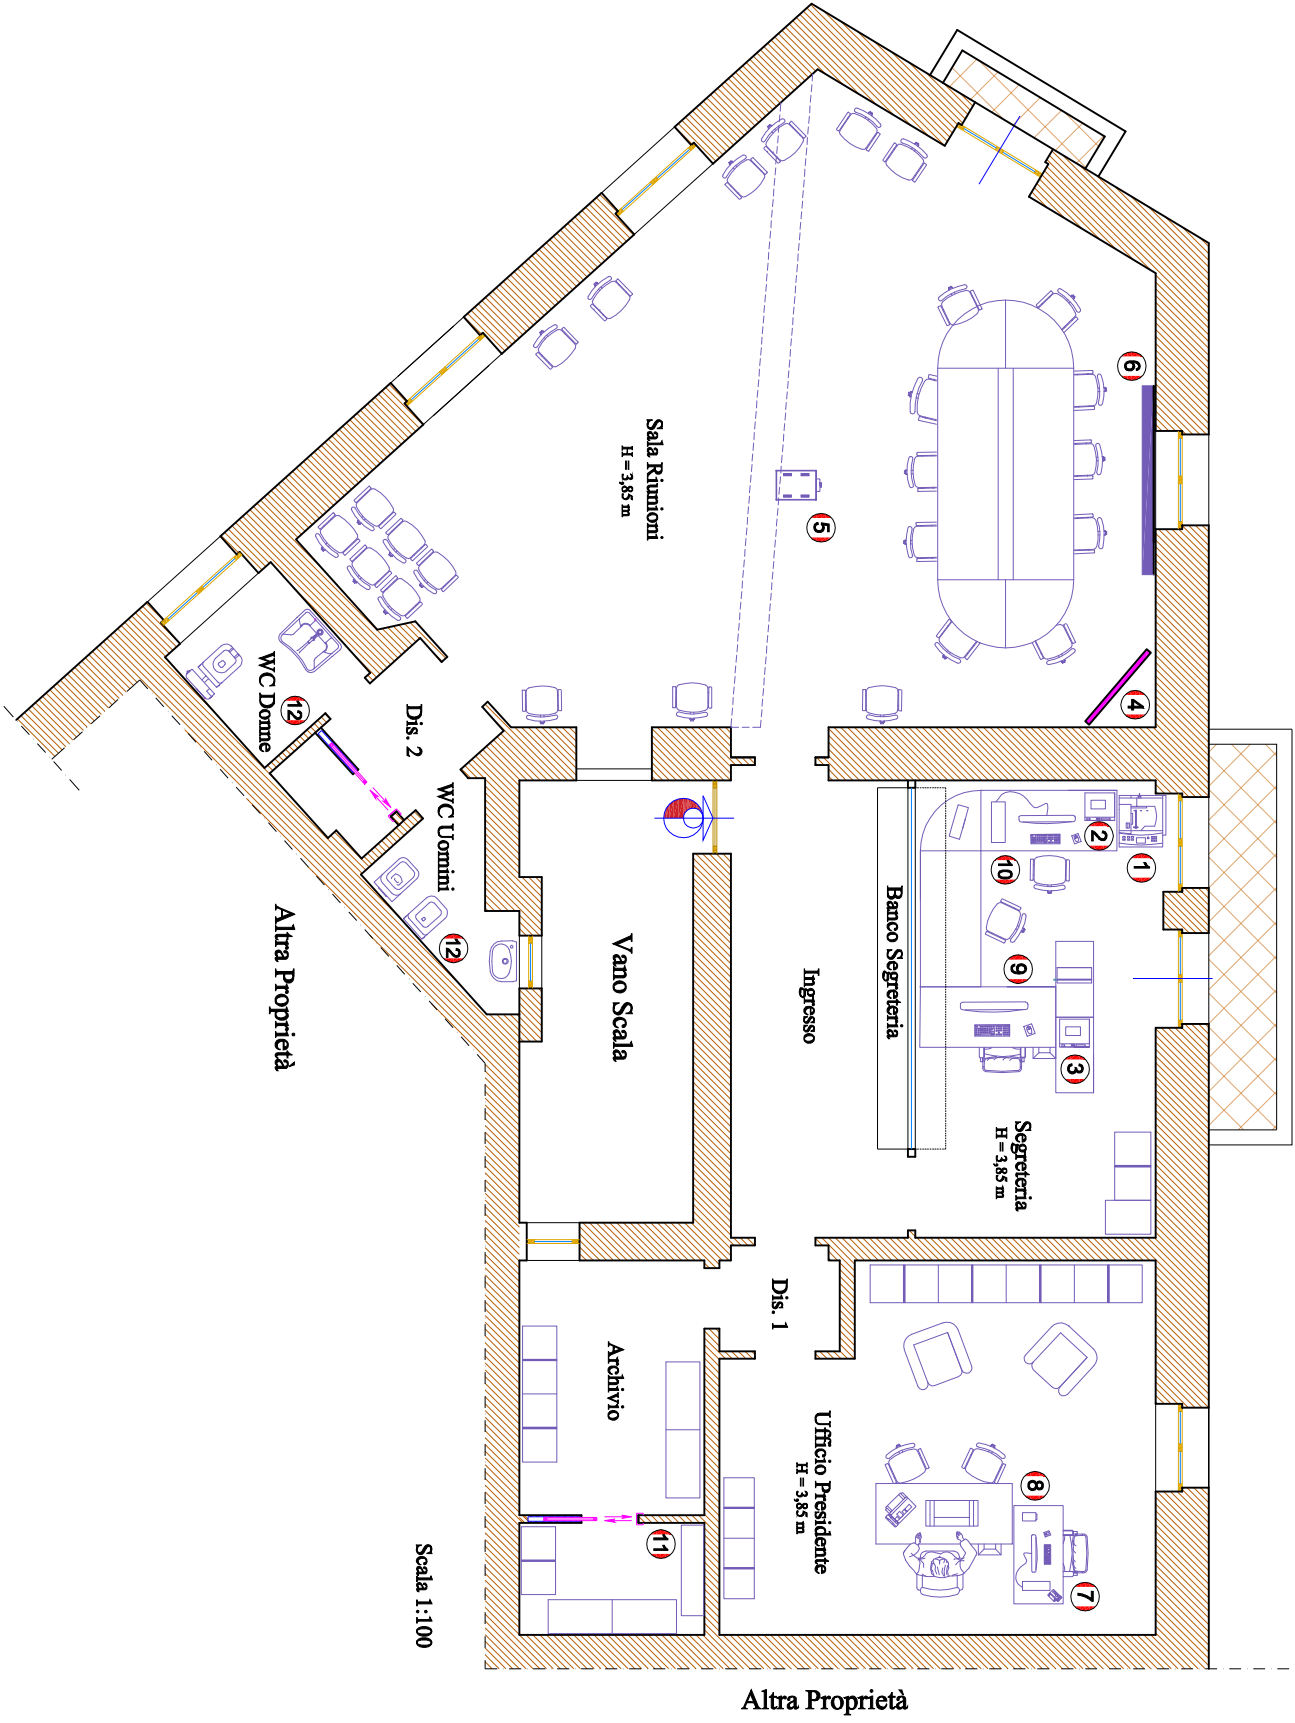 6
5
Sala Riunioni
H = 3,85 m
4
Dis. 2
WC Donne
12
WC Uomini
12
2
1
10
Banco Segreteria
9
3
Ingresso
Vano Scala
Altra Proprietà
Segreteria
H = 3,85 m
Dis. 1
Archivio
Ufficio Presidente
H = 3,85 m
8
7
11
Scala 1:100
Altra Proprietà